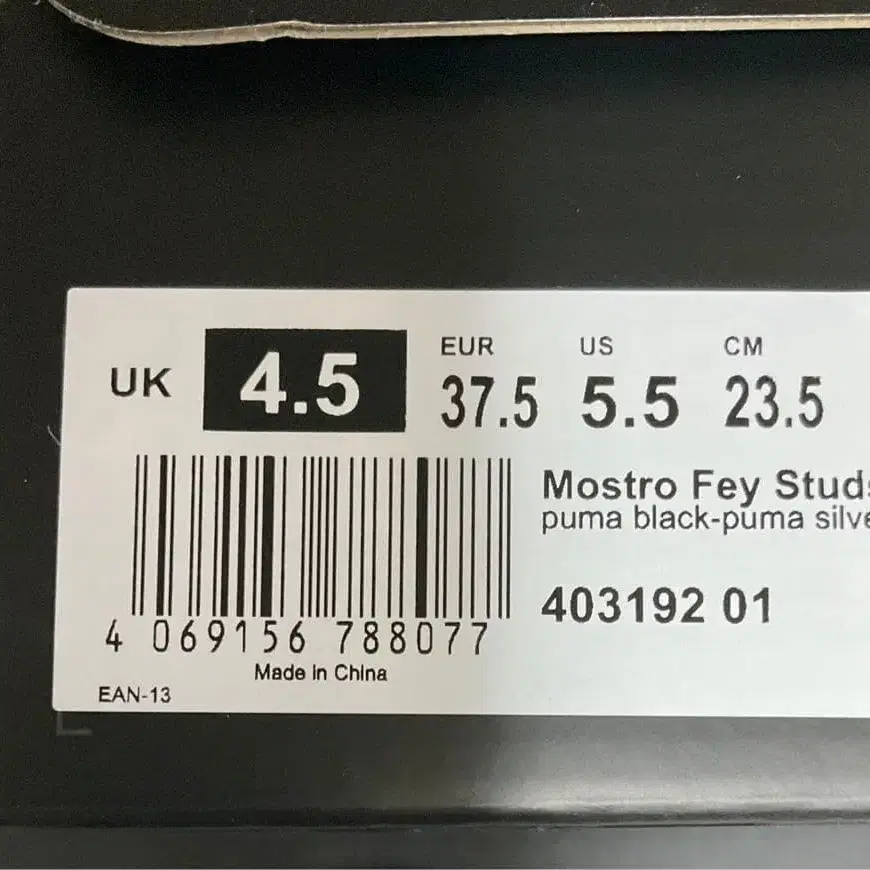 UK 4.5
EUR US CM
37.5 5.5 23.5
Mostro Fey Stud
puma black-puma silve
403192 01
4 069156 788077
Made in China
EAN-13